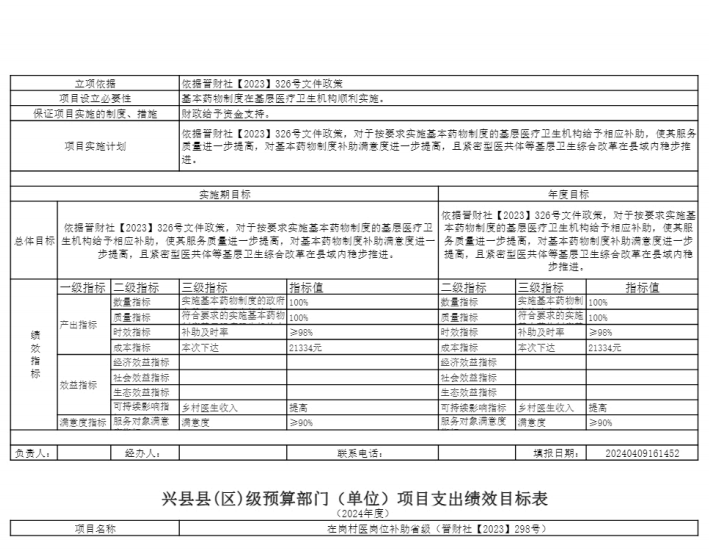 立项依据 依据晋财社【2023】326号文件政策
项目设立必要性 基本药物制度在基层医疗卫生机构顺利实施。
保证项目实施的制度、措施 财政给予资金支持。
项目实施计划 依据晋财社【2023】326号文件政策，对于按要求实施基本药物制度的基层医疗卫生机构给予相应补助，使其服务
质量进一步提高，对基本药物制度补助满意度进一步提高，且紧密型医共体等基层卫生综合改革在县域内稳步推
进。
实施期目标 年度目标
总体目标
依据晋财社【2023】326号文件政策，对于按要求实施基本药物制度的基层医疗卫
生机构给予相应补助，使其服务质量进一步提高，对基本药物制度补助满意度进一
步提高，且紧密型医共体等基层卫生综合改革在县域内稳步推进。
依据晋财社【2023】326号文件政策，对于按要求实施基
本药物制度的基层医疗卫生机构给予相应补助，使其服
务质量进一步提高，对基本药物制度补助满意度进一步
提高，且紧密型医共体等基层卫生综合改革在县域内稳
步推进。
绩效指标
一级指标 二级指标 三级指标 指标值 二级指标 三级指标 指标值
产出指标
数量指标 实施基本药物制度的政府 100% 数量指标 实施基本药物制 100%
质量指标 符合要求的实施基本药物 100% 质量指标 符合要求的实施 100%
时效指标 补助及时率 ≥98% 时效指标 补助及时率 ≥98%
成本指标 本次下达 21334元 成本指标 本次下达 21334元
效益指标
经济效益指标 经济效益指标
社会效益指标 社会效益指标
生态效益指标 生态效益指标
可持续影响指 乡村医生收入 提高 可持续影响指标 乡村医生收入 提高
满意度指标 服务对象满意 满意度 ≥90% 服务对象满意度 满意度 ≥90%
负责人： 经办人： 联系电话： 填报日期： 20240409161452
兴县县(区)级预算部门（单位）项目支出绩效目标表
（2024年度）
项目名称 在岗村医岗位补助省级（晋财社【2023】298号）